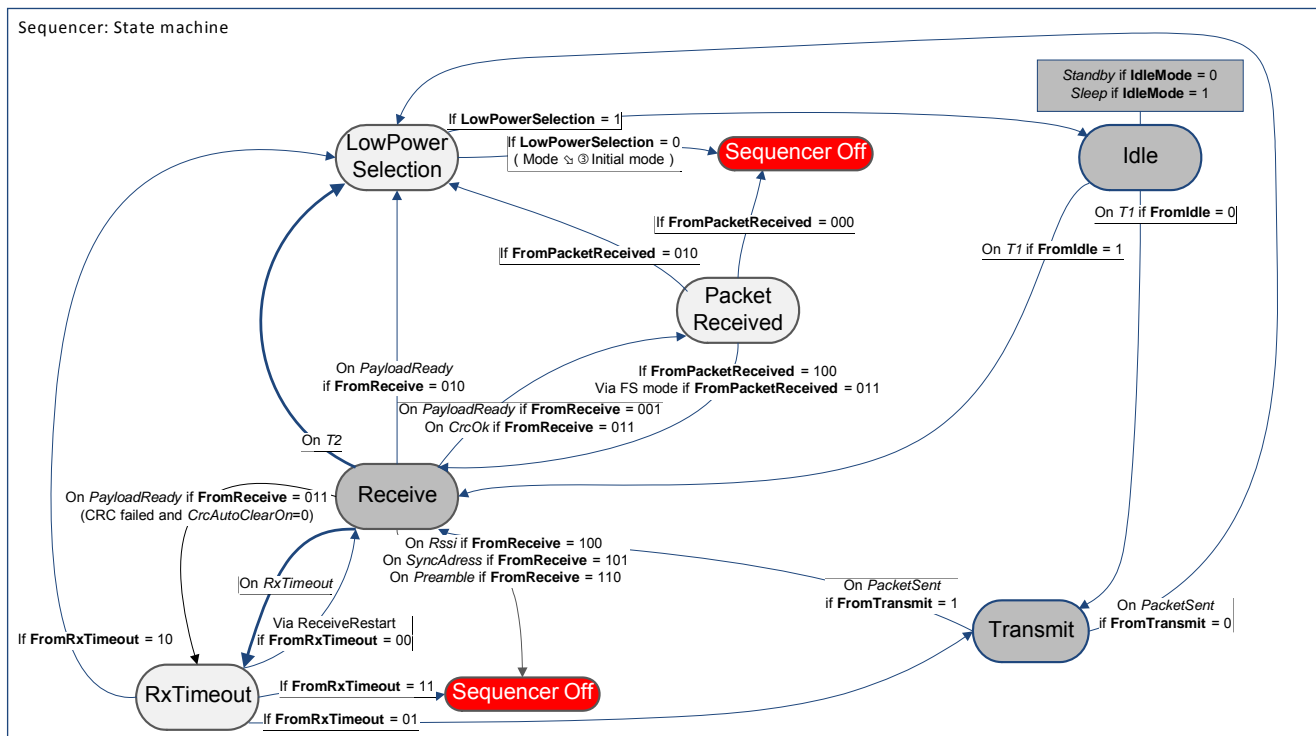 Sequencer: State machine
Standby if IdleMode = 0
Sleep if IdleMode = 1
If LowPowerSelection = 1
LowPower
Selection
If LowPowerSelection = 0
( Mode ⇘ ③ Initial mode )
Sequencer Off
Idle
On T1 if FromIdle = 0
If FromPacketReceived = 000
On T1 if FromIdle = 1
If FromPacketReceived = 010
Packet
Received
On PayloadReady
if FromReceive = 010
If FromPacketReceived = 100
Via FS mode if FromPacketReceived = 011
On PayloadReady if FromReceive = 001
On CrcOk if FromReceive = 011
On T2
Receive
On PayloadReady if FromReceive = 011
(CRC failed and CrcAutoClearOn=0)
On Rssi if FromReceive = 100
On SyncAdress if FromReceive = 101
On Preamble if FromReceive = 110
On RxTimeout
On PacketSent
if FromTransmit = 1
Via ReceiveRestart
if FromRxTimeout = 00
If FromRxTimeout = 10
Transmit
On PacketSent
if FromTransmit = 0
RxTimeout
If FromRxTimeout = 11
Sequencer Off
If FromRxTimeout = 01